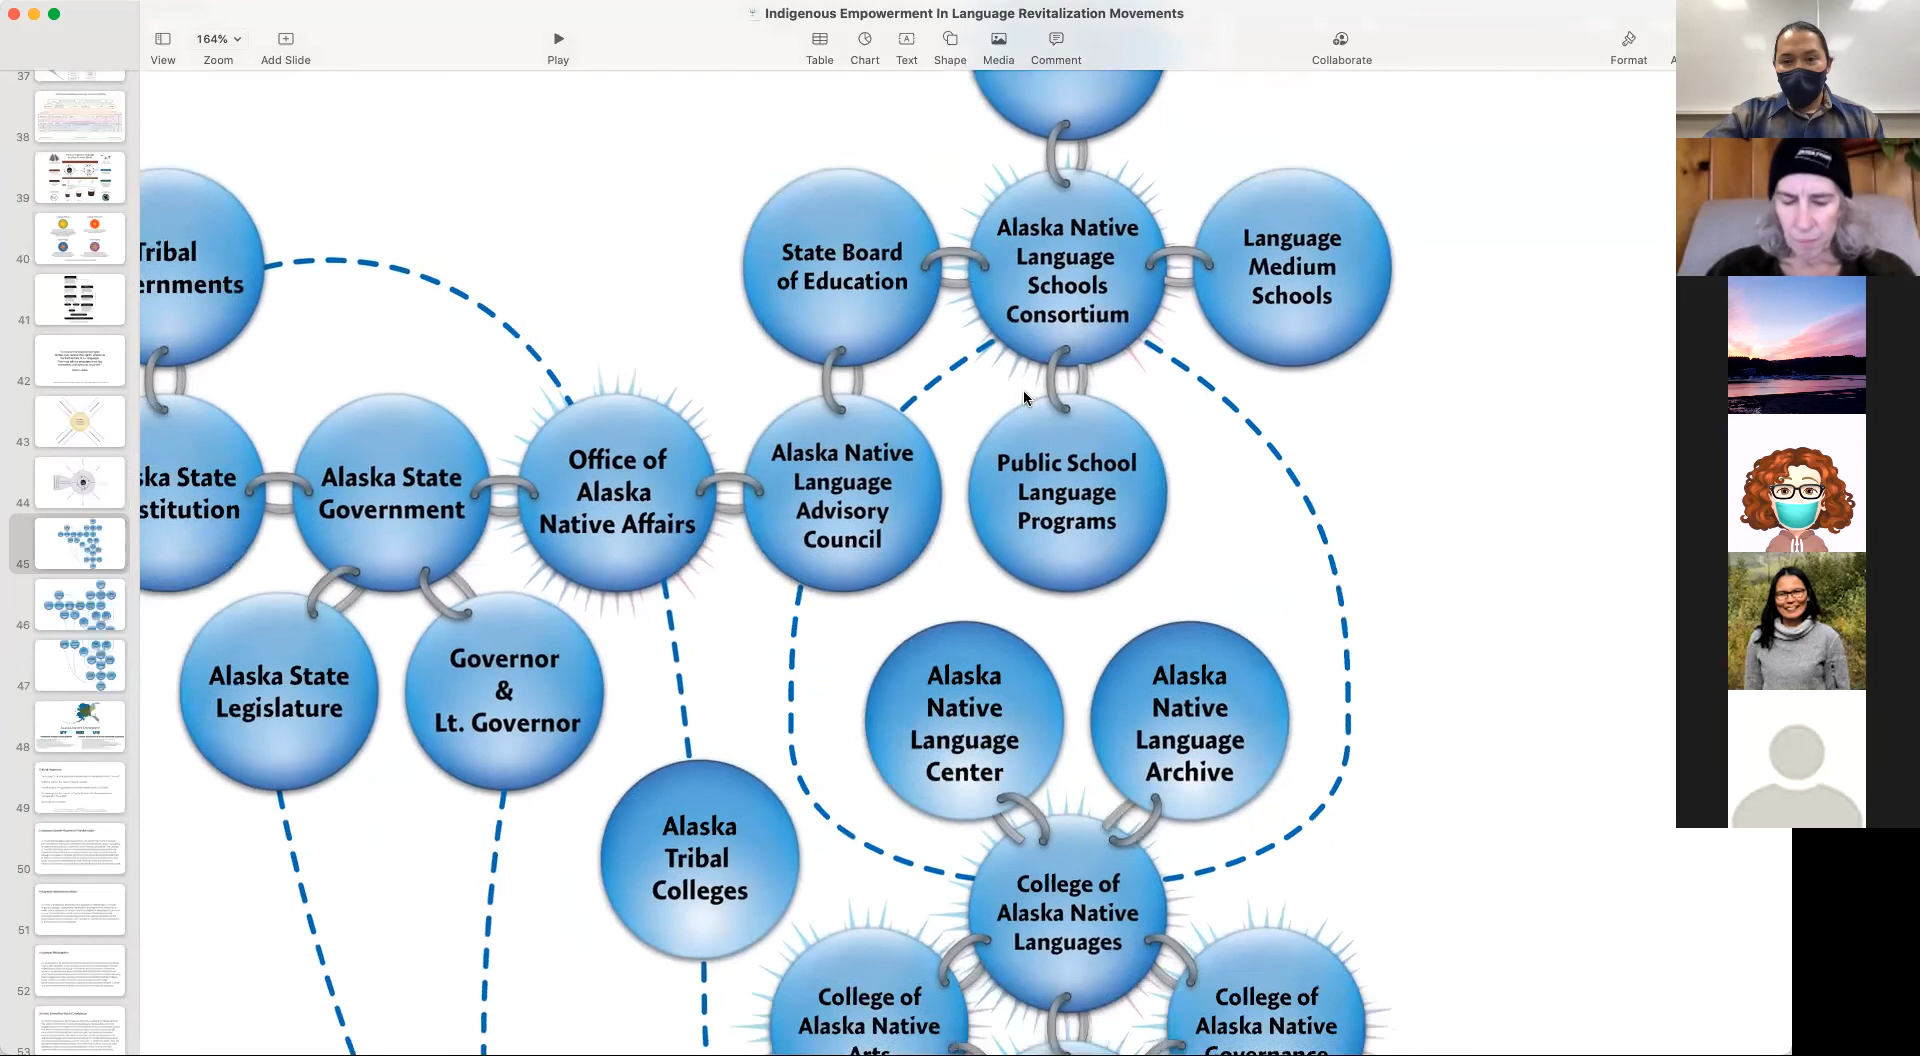 Indigenous Empowerment In Language Revitalization Movements
164%
View
Zoom
Add Slide
Play
Table
Chart
Text
Shape
Media
Comment
Collaborate
Format
37
38
39
40
41
42
43
44
45
46
47
48
49
50
51
52
53
Tribal
ernments
State Board
of Education
Alaska Native
Language
Schools
Consortium
Language
Medium
Schools
ska State
stitution
Alaska State
Government
Office of
Alaska
Native Affairs
Alaska Native
Language
Advisory
Council
Public School
Language
Programs
Alaska State
Legislature
Governor
&
Lt. Governor
Alaska
Native
Language
Center
Alaska
Native
Language
Archive
Alaska
Tribal
Colleges
College of
Alaska Native
Languages
College of
Alaska Native
Arts
College of
Alaska Native
Governance